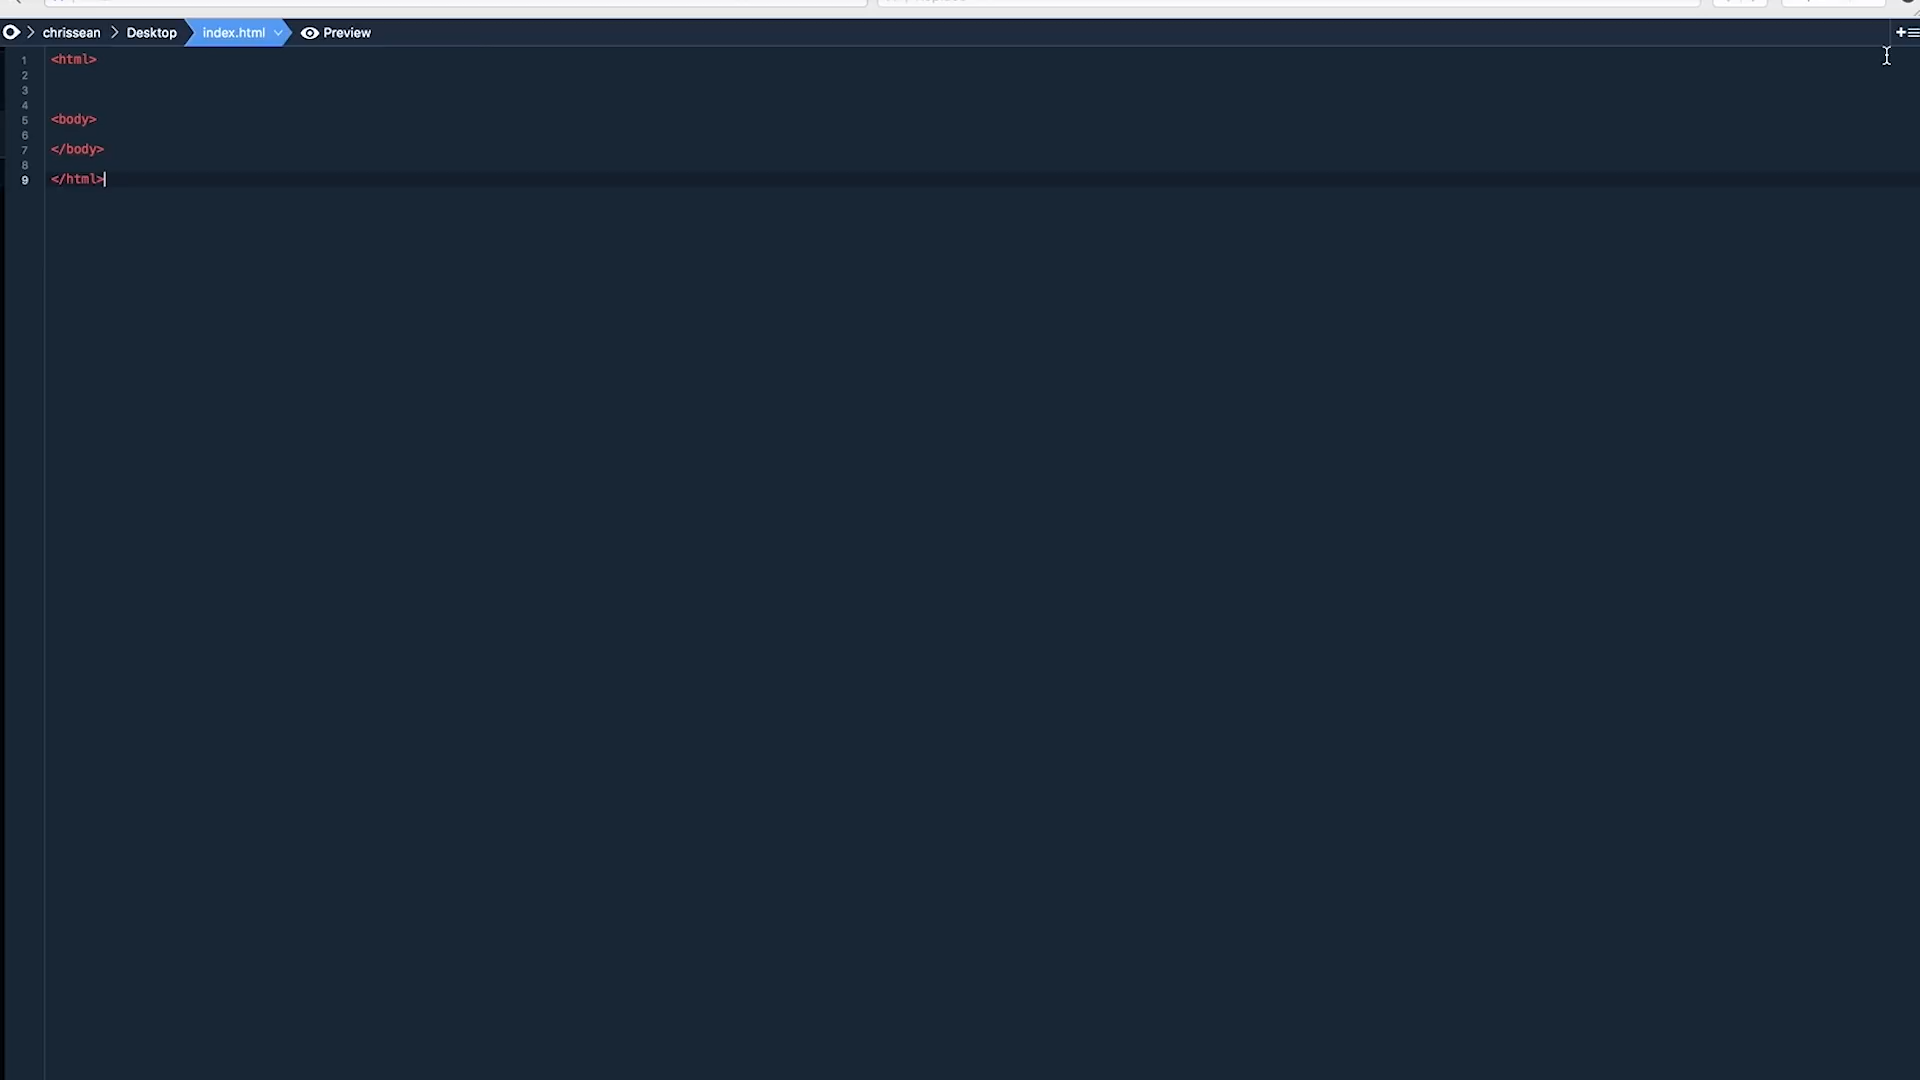 chrissean Desktop index.html Preview
1 <html>
2
3
4
5 <body>
6
7 </body>
8
9 </html>